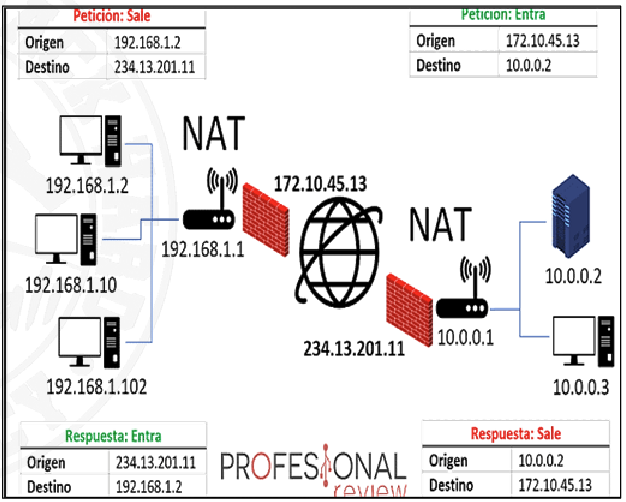 Petición: Sale
Origen 192.168.1.2
Destino 234.13.201.11
Petición: Entra
Origen 172.10.45.13
Destino 10.0.0.2
NAT
192.168.1.2
192.168.1.10
192.168.1.102
192.168.1.1
172.10.45.13
NAT
234.13.201.11
10.0.0.1
10.0.0.2
10.0.0.3
Respuesta: Entra
Origen 234.13.201.11
Destino 192.168.1.2
PROFESIONAL
review
Respuesta: Sale
Origen 10.0.0.2
Destino 172.10.45.13